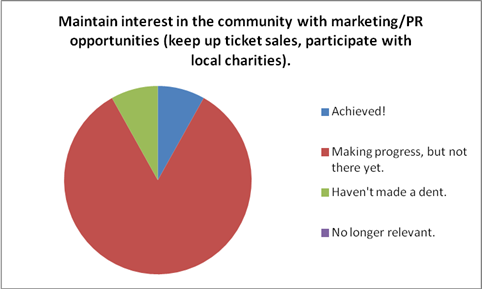 Maintain interest in the community with marketing/PR
opportunities (keep up ticket sales, participate with
local charities).
Achieved!
Making progress, but not
there yet.
Haven't made a dent.
No longer relevant.